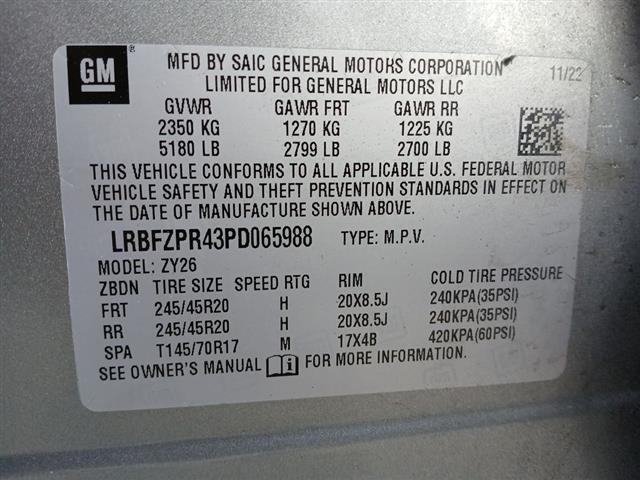 GM
MFD BY SAIC GENERAL MOTORS CORPORATION 11/22
LIMITED FOR GENERAL MOTORS LLC
GVWR GAWR FRT GAWR RR
2350 KG 1270 KG 1225 KG
5180 LB 2799 LB 2700 LB
THIS VEHICLE CONFORMS TO ALL APPLICABLE U.S. FEDERAL MOTOR
VEHICLE SAFETY AND THEFT PREVENTION STANDARDS IN EFFECT ON
THE DATE OF MANUFACTURE SHOWN ABOVE.
LRBFZPR43PD065988 TYPE: M.P.V.
MODEL: ZY26
ZBDN TIRE SIZE SPEED RTG RIM COLD TIRE PRESSURE
FRT 245/45R20 H 20X8.5J 240KPA(35PSI)
RR 245/45R20 H 20X8.5J 240KPA(35PSI)
SPA T145/70R17 M 17X4B 420KPA(60PSI)
SEE OWNER'S MANUAL FOR MORE INFORMATION.